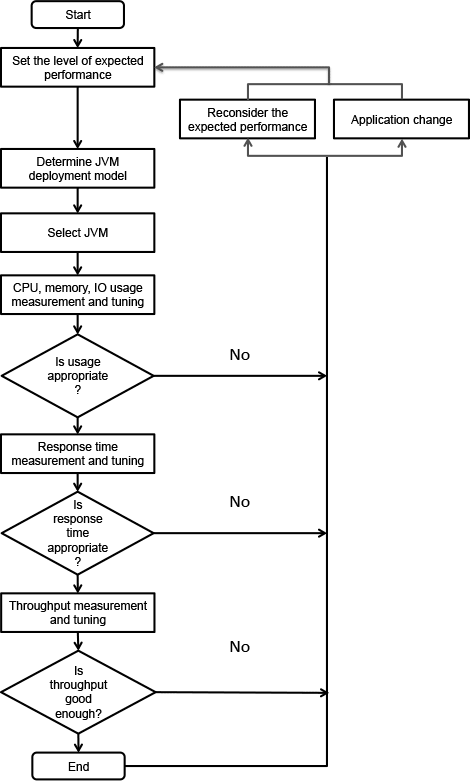 Start
Set the level of expected
performance
Reconsider the
expected performance
Application change
Determine JVM
deployment model
Select JVM
CPU, memory, IO usage
measurement and tuning
Is usage
appropriate
?
No
Response time
measurement and tuning
Is
response
time
appropriate
?
No
Throughput measurement
and tuning
Is
throughput
good
enough?
No
End